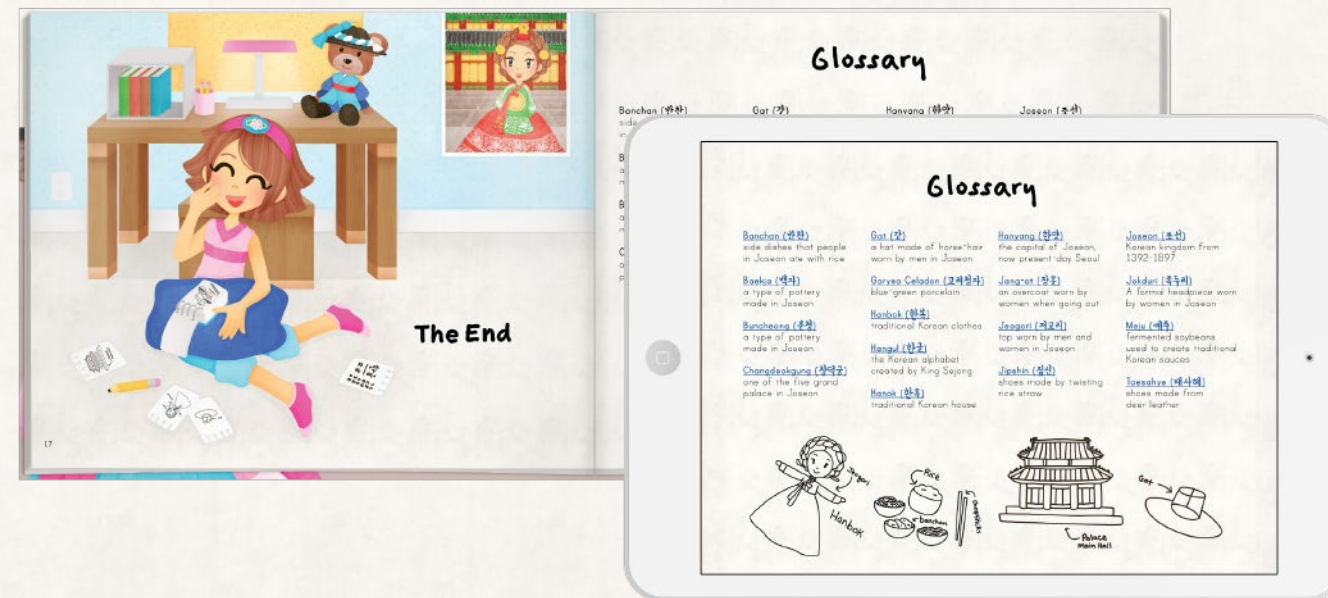 The End
17
Glossary
Banchan (반찬)
Gat (갓)
Hanyang (한양)
Joseon (조선)
Glossary
Banchan (반찬)
side dishes that people
in Joseon ate with rice
Baekja (백자)
a type of pottery
made in Joseon
Buncheong (분청)
a type of pottery
made in Joseon
Changdeokgung (창덕궁)
one of the five grand
palace in Joseon
Gat (갓)
a hat made of horse-hair
worn by men in Joseon
Goryeo Celadon (고려청자)
blue-green porcelain
Hanbok (한복)
traditional Korean clothes
Hangul (한글)
the Korean alphabet
created by King Sejong
Hanok (한옥)
traditional Korean house
Hanyang (한양)
the capital of Joseon,
now present-day Seoul
Jang-ot (장옷)
an overcoat worn by
women when going out
Jeogori (저고리)
top worn by men and
women in Joseon
Jipshin (짚신)
shoes made by twisting
rice straw
Joseon (조선)
Korean kingdom from
1392-1897
Jokduri (족두리)
A formal headpiece worn
by women in Joseon
Meju (메주)
fermented soybeans
used to create traditional
Korean sauces
Taesahye (태사혜)
shoes made from
deer leather
Jeogori
Hanbok
Rice
banchan
chopsticks
Palace
Main Hall
Gat